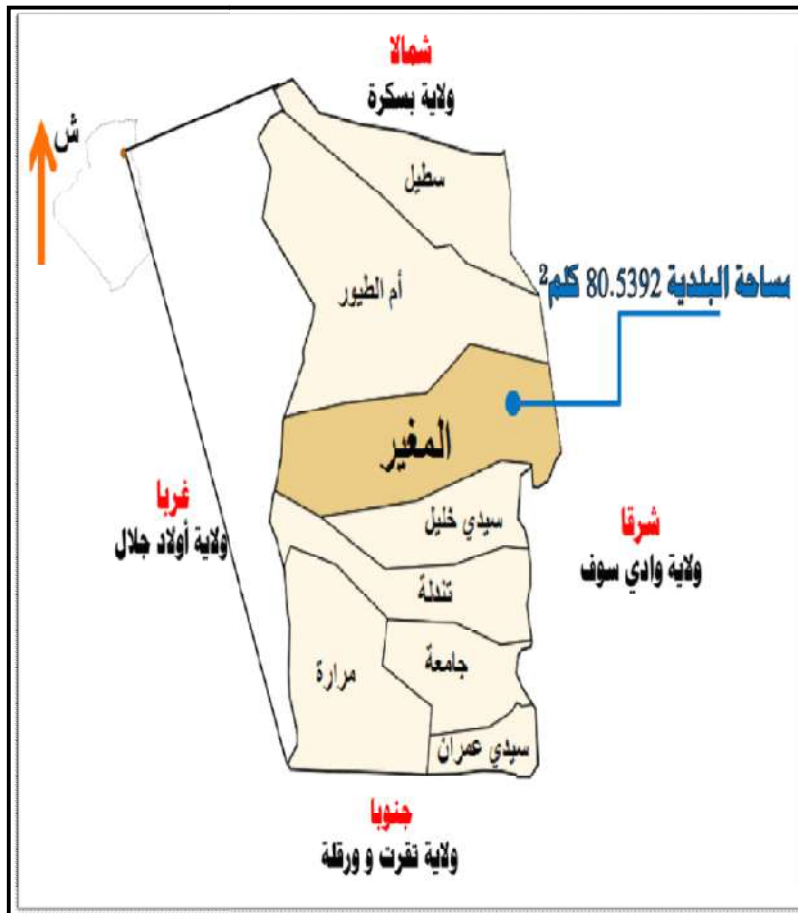 شمالا
ولاية بسكرة
ش
سطيل
مساحة البلدية 80.5392 كلم²
أم الطيور
المغير
غربا
ولاية أولاد جلال
سيدي خليل
شرقا
ولاية وادي سوف
تندلة
جامعة
مرارة
سيدي عمران
جنوبا
ولاية تقرت و ورقلة